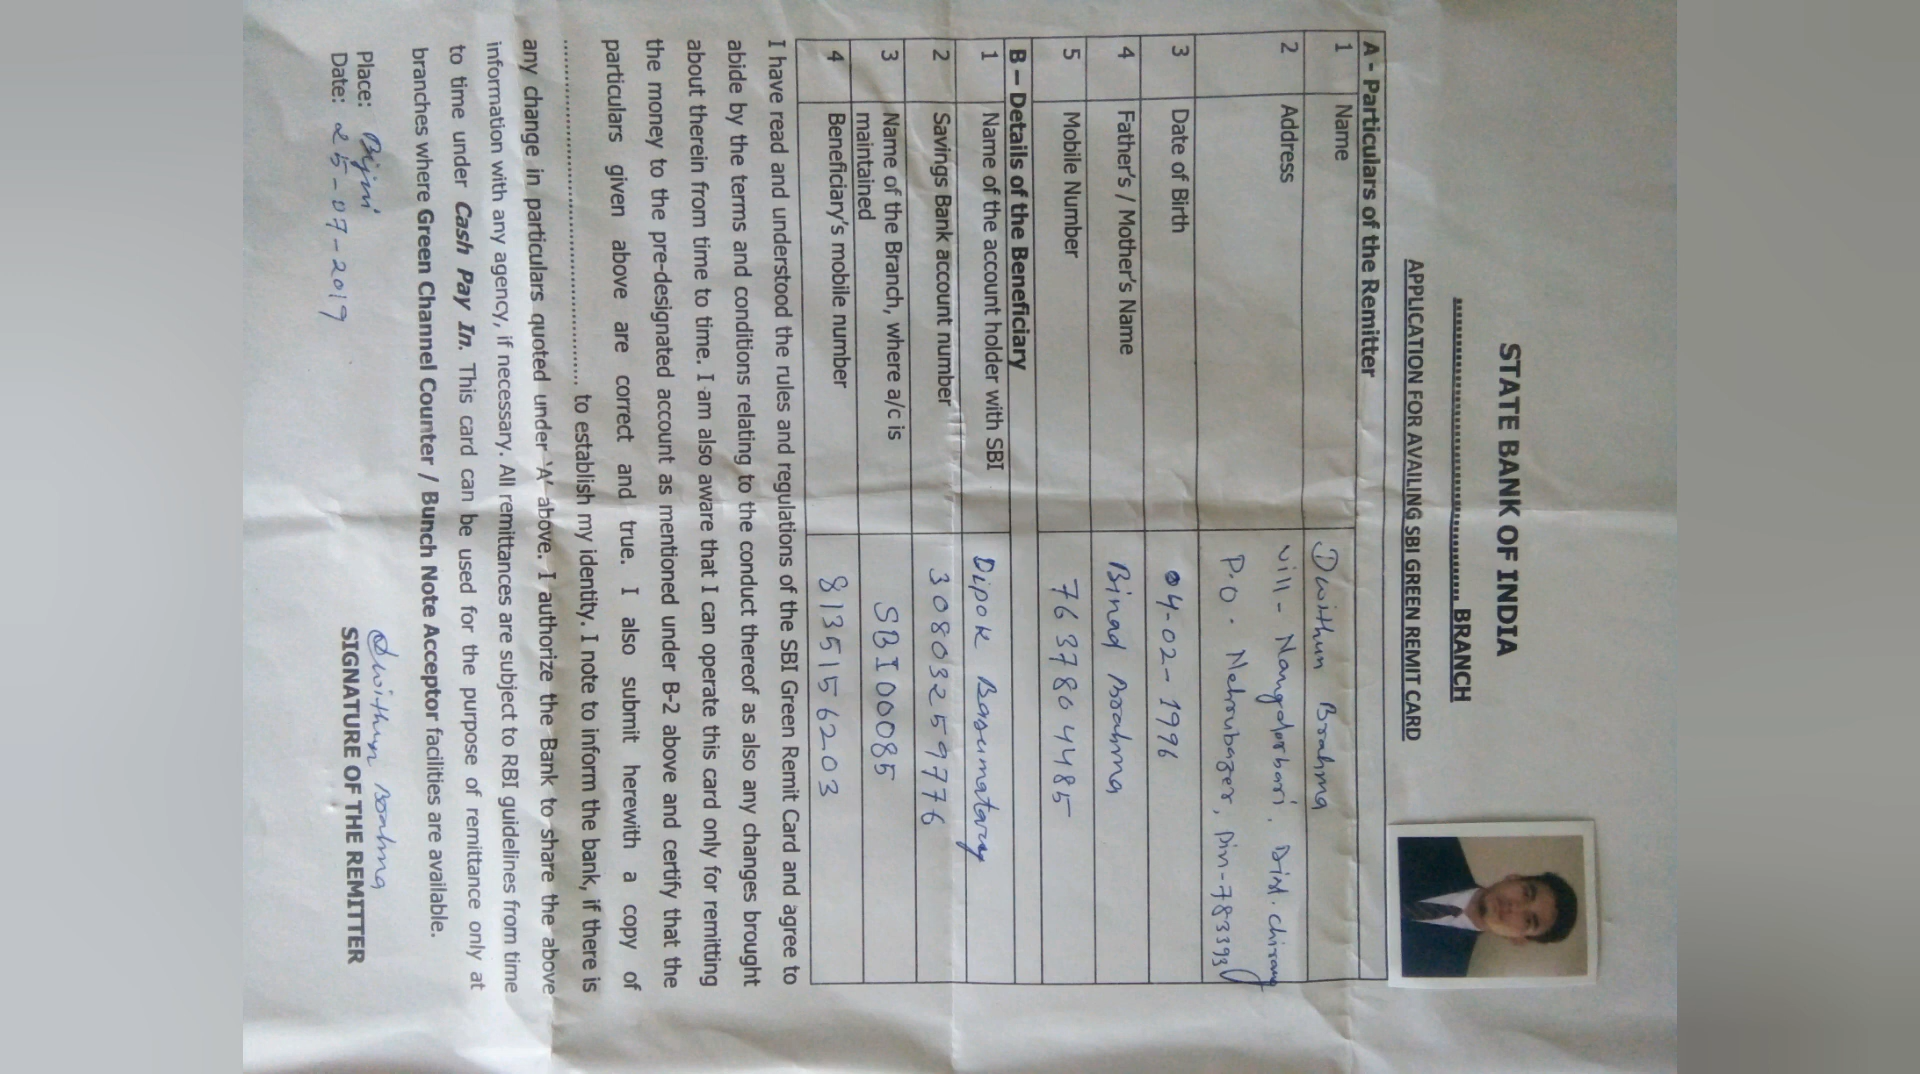 STATE BANK OF INDIA
........................................ BRANCH
APPLICATION FOR AVAILING SBI GREEN REMIT CARD
A - Particulars of the Remitter
1 Name Dwithun Brahma
2 Address vill - Nangdorbari, Dist. chirang
P.O. Nehrubazer, Pin-783393
3 Date of Birth 04-02-1996
4 Father's / Mother's Name Binad Brahma
5 Mobile Number 7637804485
B – Details of the Beneficiary
1 Name of the account holder with SBI Dipok Basumatary
2 Savings Bank account number 30803259776
3 Name of the Branch, where a/c is maintained SBI00085
4 Beneficiary's mobile number 8135156203
I have read and understood the rules and regulations of the SBI Green Remit Card and agree to
abide by the terms and conditions relating to the conduct thereof as also any changes brought
about therein from time to time. I am also aware that I can operate this card only for remitting
the money to the pre-designated account as mentioned under B-2 above and certify that the
particulars given above are correct and true. I also submit herewith a copy of
........................................ to establish my identity. I note to inform the bank, if there is
any change in particulars quoted under 'A' above. I authorize the Bank to share the above
information with any agency, if necessary. All remittances are subject to RBI guidelines from time
to time under Cash Pay In. This card can be used for the purpose of remittance only at
branches where Green Channel Counter / Bunch Note Acceptor facilities are available.
Place: Bijni
Date: 25-07-2019
Dwithun Brahma
SIGNATURE OF THE REMITTER